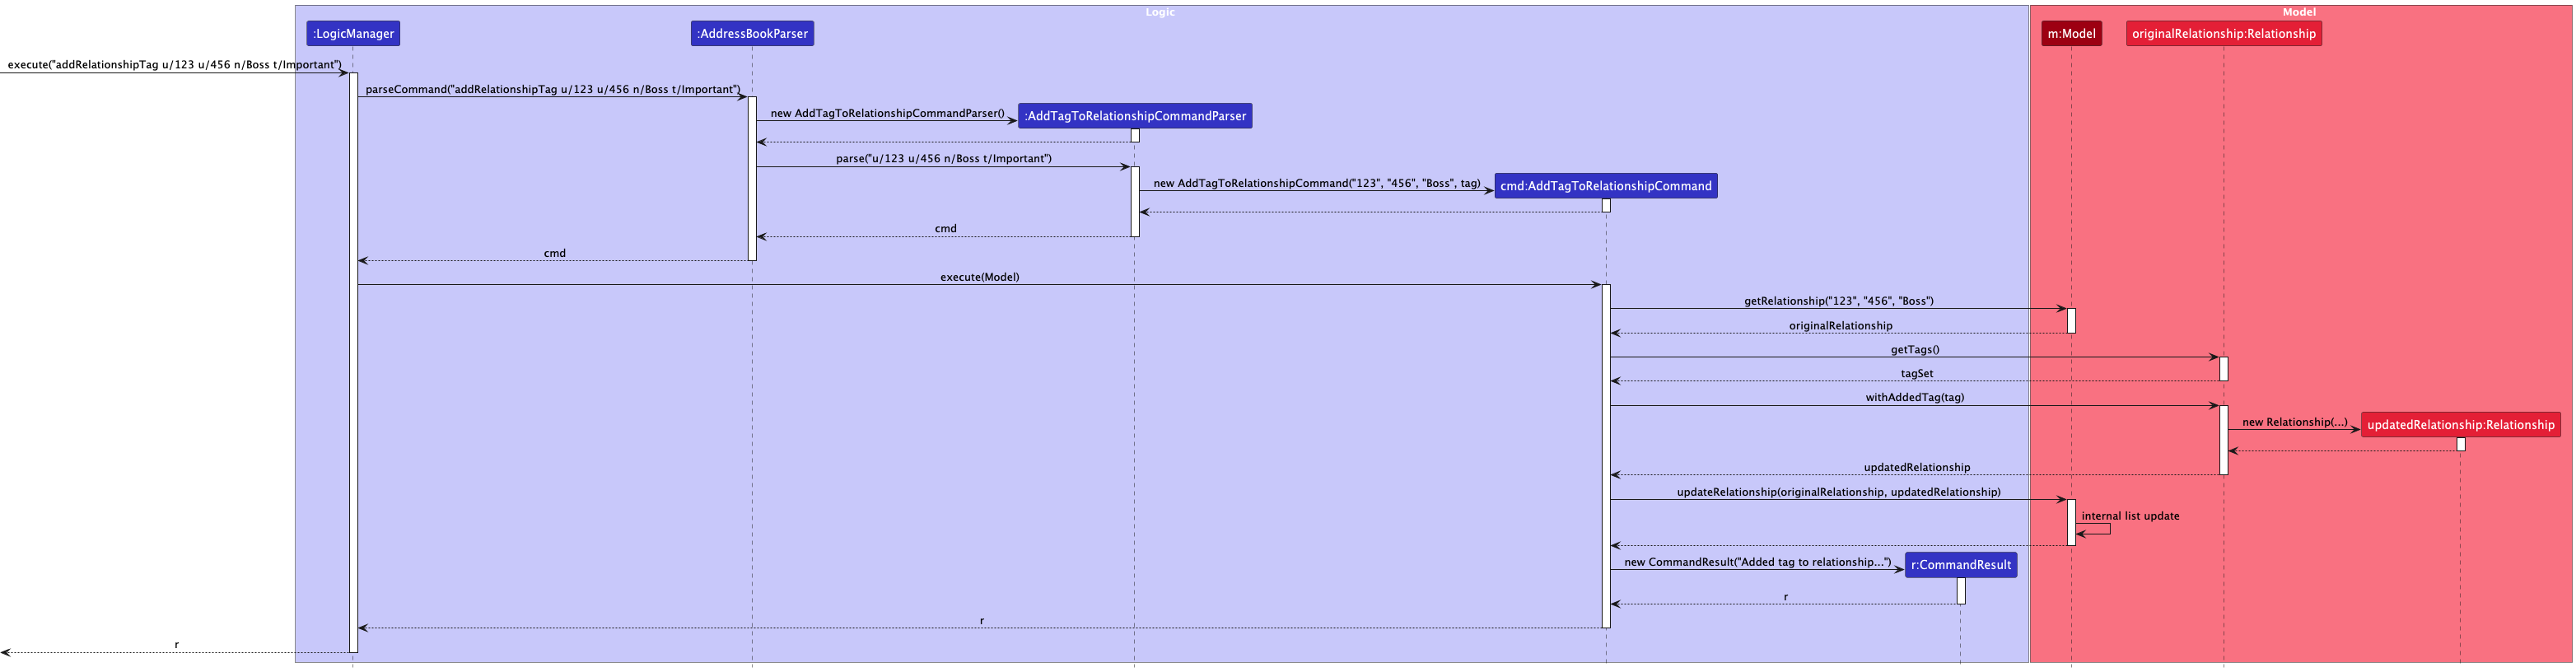 Logic
Model
:LogicManager
:AddressBookParser
m:Model
originalRelationship:Relationship
execute("addRelationshipTag u/123 u/456 n/Boss t/Important")
parseCommand("addRelationshipTag u/123 u/456 n/Boss t/Important")
new AddTagToRelationshipCommandParser()
:AddTagToRelationshipCommandParser
parse("u/123 u/456 n/Boss t/Important")
new AddTagToRelationshipCommand("123", "456", "Boss", tag)
cmd:AddTagToRelationshipCommand
cmd
cmd
execute(Model)
getRelationship("123", "456", "Boss")
originalRelationship
getTags()
tagSet
withAddedTag(tag)
new Relationship(...)
updatedRelationship:Relationship
updatedRelationship
updateRelationship(originalRelationship, updatedRelationship)
internal list update
new CommandResult("Added tag to relationship...")
r:CommandResult
r
r
r